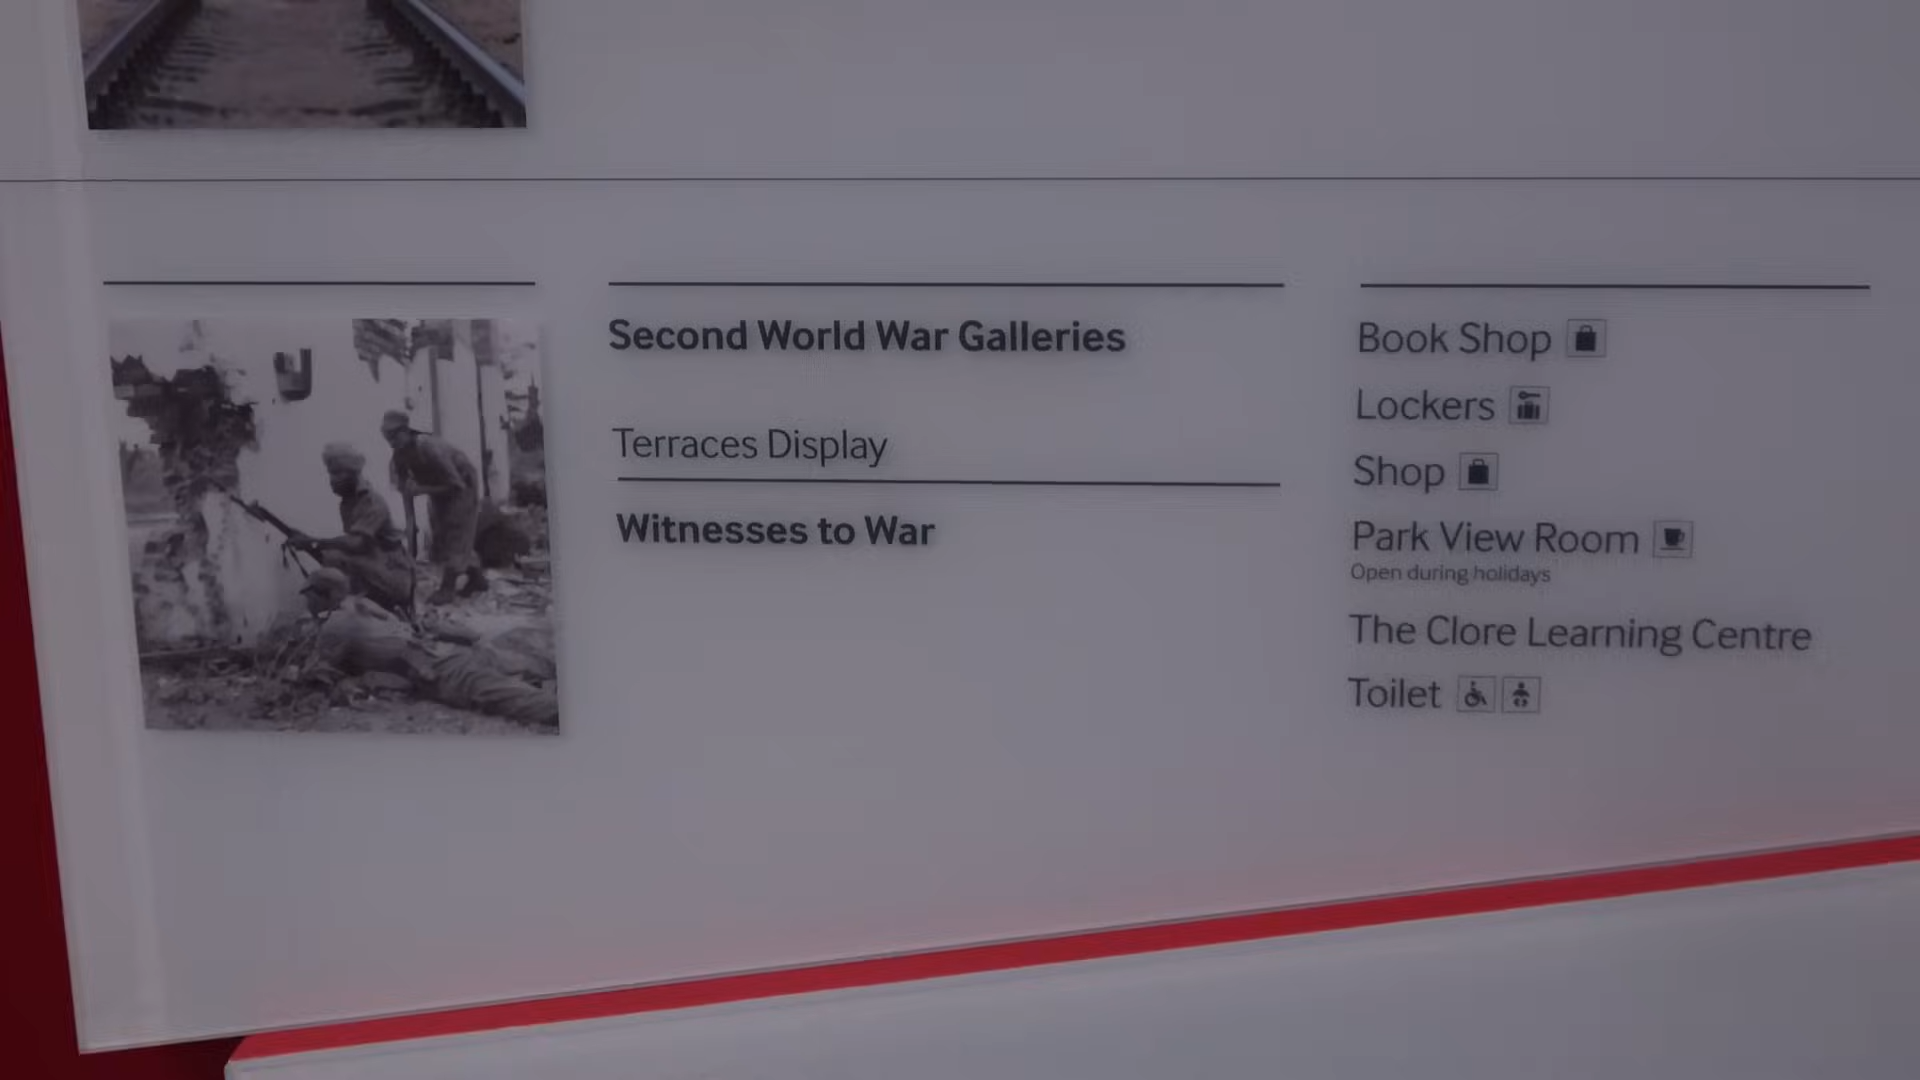 Second World War Galleries
Terraces Display
Witnesses to War
Book Shop
Lockers
Shop
Park View Room
Open during holidays
The Clore Learning Centre
Toilet